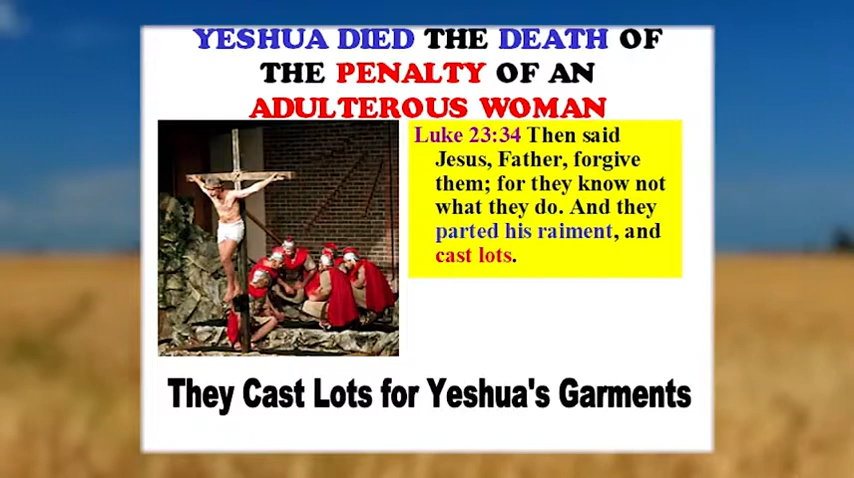 YESHUA DIED THE DEATH OF
THE PENALTY OF AN
ADULTEROUS WOMAN
Luke 23:34 Then said
Jesus, Father, forgive
them; for they know not
what they do. And they
parted his raiment, and
cast lots.
They Cast Lots for Yeshua's Garments